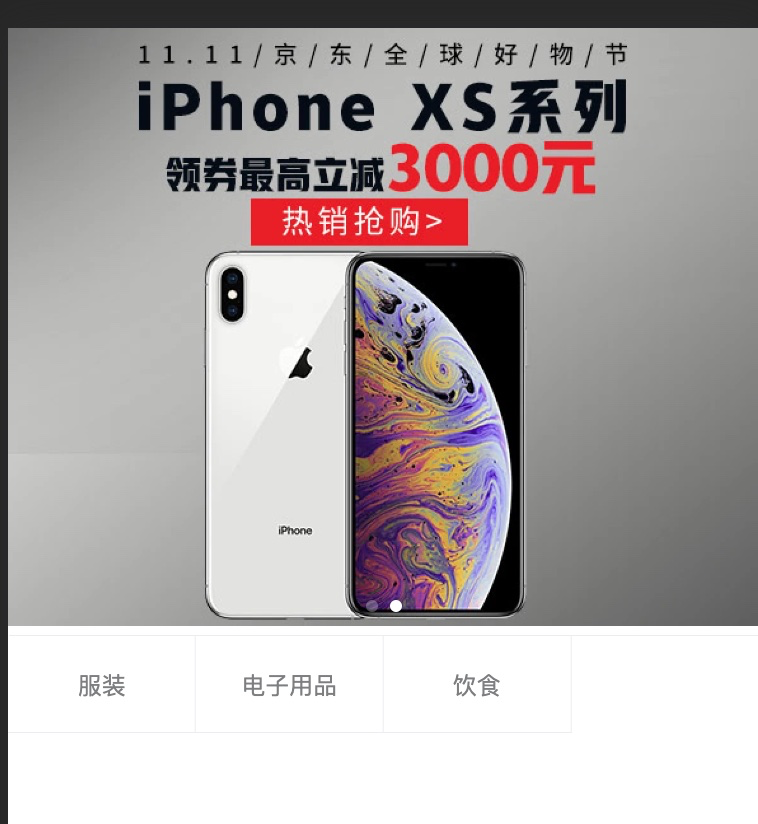 11.11/京/东/全/球/好/物/节
iPhone XS系列
领券最高立减3000元
热销抢购>
iPhone
服装
电子用品
饮食